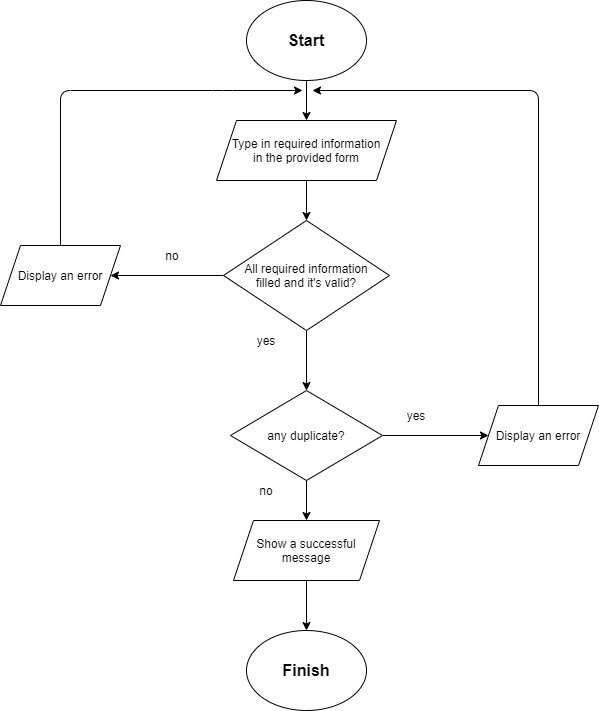 Start
Type in required information
in the provided form
no
All required information
filled and it's valid?
Display an error
yes
yes
any duplicate?
Display an error
no
Show a successful
message
Finish